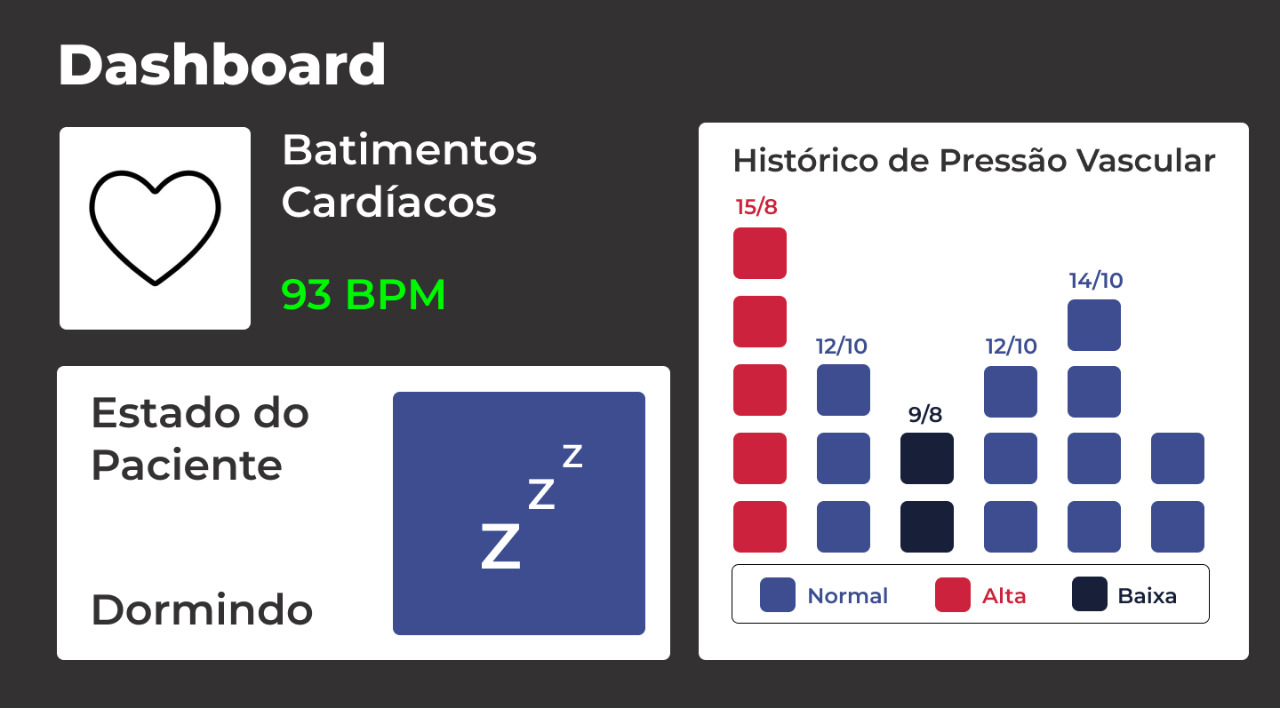 Dashboard
Batimentos
Cardíacos
93 BPM
Estado do
Paciente
Dormindo
z
z
z
Histórico de Pressão Vascular
15/8
12/10
9/8
12/10
14/10
Normal
Alta
Baixa